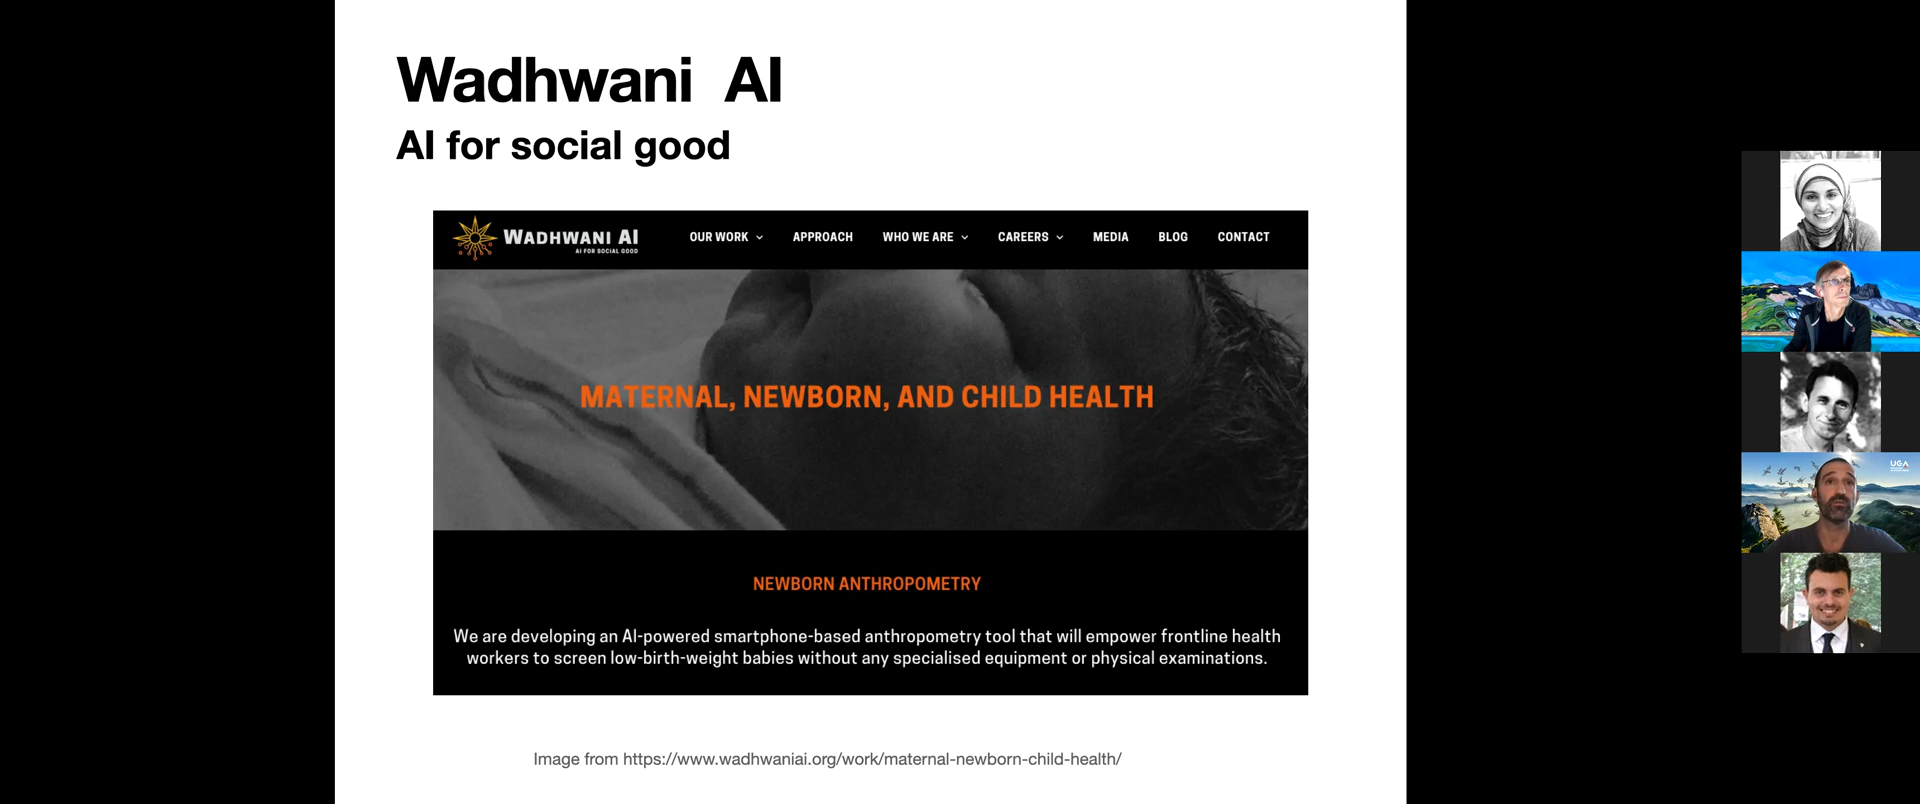 Wadhwani AI
AI for social good
WADHWANI AI
AI FOR SOCIAL GOOD
OUR WORK APPROACH WHO WE ARE CAREERS MEDIA BLOG CONTACT
MATERNAL, NEWBORN, AND CHILD HEALTH
NEWBORN ANTHROPOMETRY
We are developing an AI-powered smartphone-based anthropometry tool that will empower frontline health
workers to screen low-birth-weight babies without any specialised equipment or physical examinations.
Image from https://www.wadhwaniai.org/work/maternal-newborn-child-health/
UGA